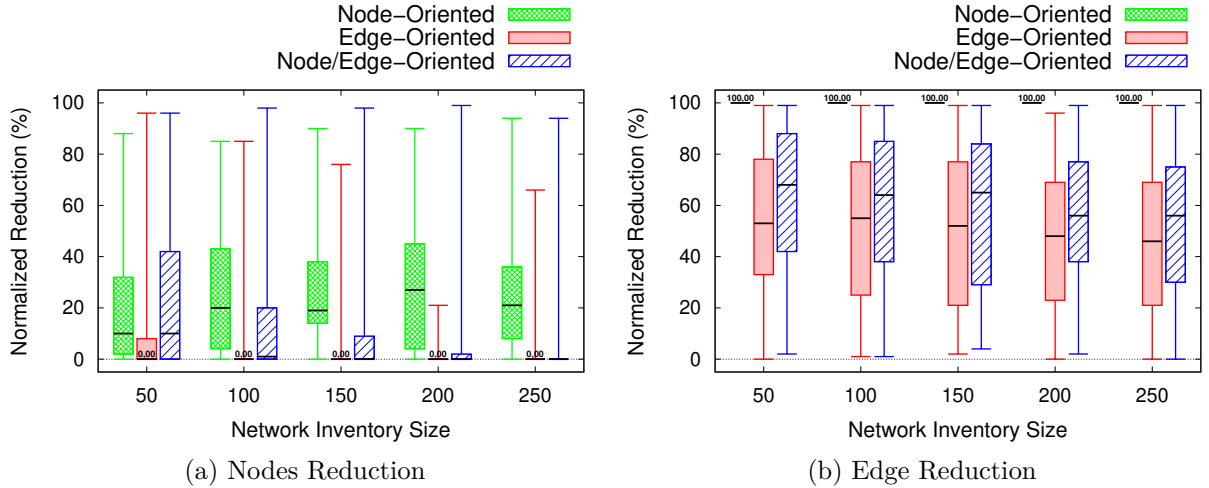 Node-Oriented
Edge-Oriented
Node/Edge-Oriented
Normalized Reduction (%)
100
80
60
40
20
0
0.00 0.00 0.00 0.00 0.00
50 100 150 200 250
Network Inventory Size
(a) Nodes Reduction
Node-Oriented
Edge-Oriented
Node/Edge-Oriented
Normalized Reduction (%)
100
80
60
40
20
0
100.00 100.00 100.00 100.00 100.00
50 100 150 200 250
Network Inventory Size
(b) Edge Reduction